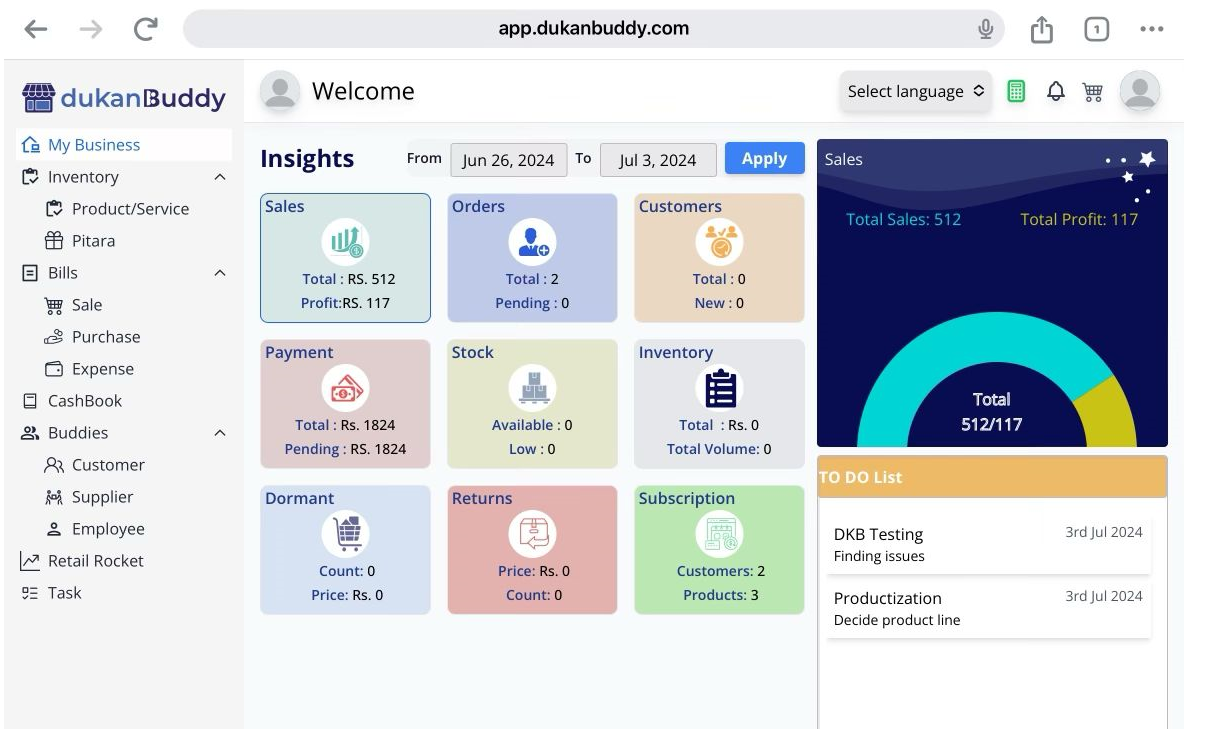 app.dukanbuddy.com
1
dukanBuddy
Welcome
Select language
My Business
Inventory
Product/Service
Pitara
Bills
Sale
Purchase
Expense
CashBook
Buddies
Customer
Supplier
Employee
Retail Rocket
Task
Insights
From Jun 26, 2024 To Jul 3, 2024 Apply
Sales
Total : RS. 512
Profit:RS. 117
Orders
Total : 2
Pending : 0
Customers
Total : 0
New : 0
Payment
Total : Rs. 1824
Pending : RS. 1824
Stock
Available : 0
Low : 0
Inventory
Total : Rs. 0
Total Volume: 0
Dormant
Count: 0
Price: Rs. 0
Returns
Price: Rs. 0
Count: 0
Subscription
Customers: 2
Products: 3
Sales
Total Sales: 512 Total Profit: 117
Total
512/117
TO DO List
DKB Testing 3rd Jul 2024
Finding issues
Productization 3rd Jul 2024
Decide product line